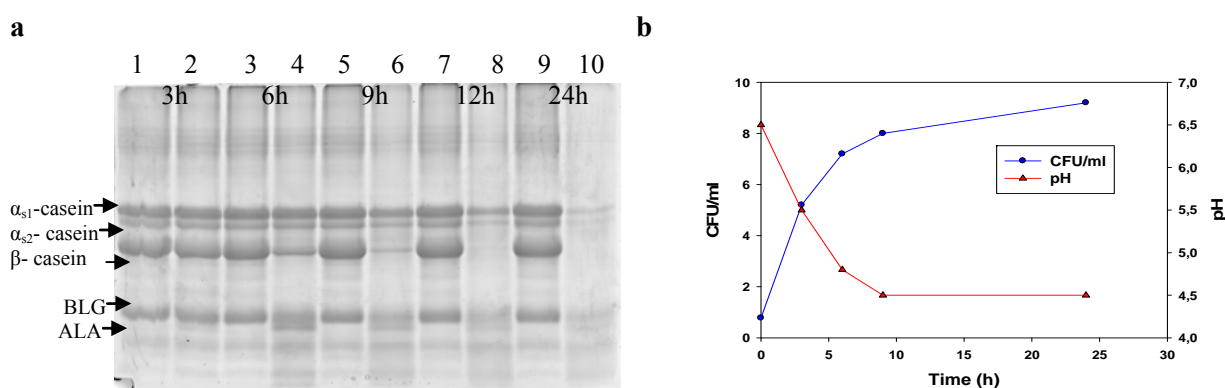 a
1 2 3 4 5 6 7 8 9 10
3h 6h 9h 12h 24h
αs1-casein
αs2- casein
β- casein
BLG
ALA
b
10
8
6
4
2
0
CFU/ml
7,0
6,5
6,0
5,5
5,0
4,5
4,0
pH
CFU/ml
pH
0 5 10 15 20 25 30
Time (h)